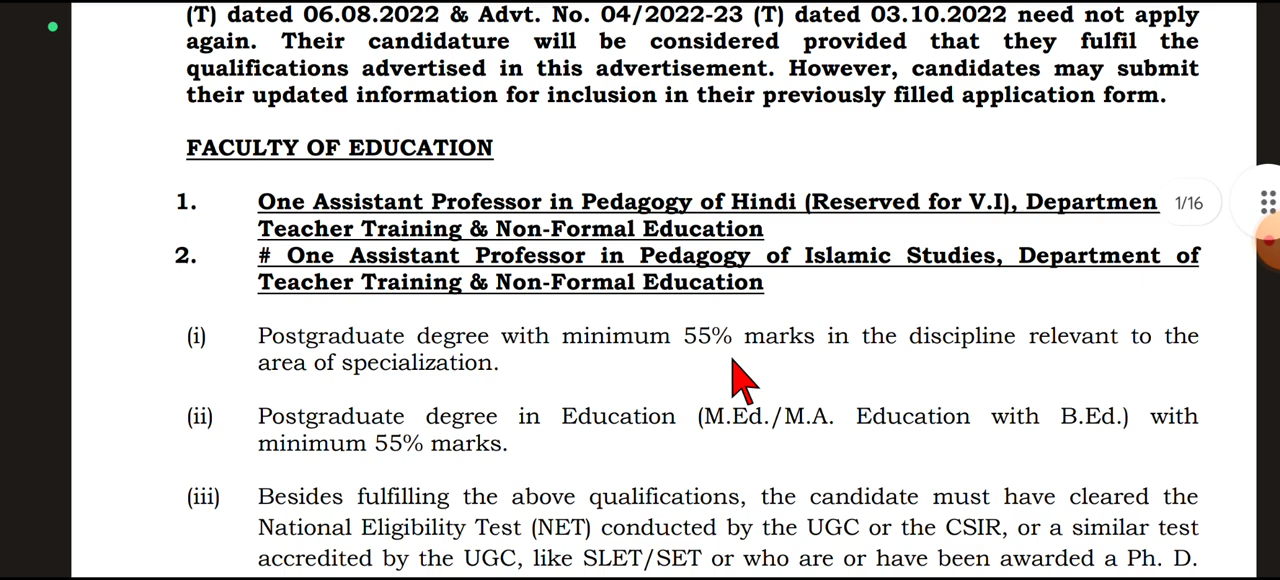 (T) dated 06.08.2022 & Advt. No. 04/2022-23 (T) dated 03.10.2022 need not apply
again. Their candidature will be considered provided that they fulfil the
qualifications advertised in this advertisement. However, candidates may submit
their updated information for inclusion in their previously filled application form.
FACULTY OF EDUCATION
1. One Assistant Professor in Pedagogy of Hindi (Reserved for V.I), Departmen 1/16
Teacher Training & Non-Formal Education
2. # One Assistant Professor in Pedagogy of Islamic Studies, Department of
Teacher Training & Non-Formal Education
(i) Postgraduate degree with minimum 55% marks in the discipline relevant to the
area of specialization.
(ii) Postgraduate degree in Education (M.Ed./M.A. Education with B.Ed.) with
minimum 55% marks.
(iii) Besides fulfilling the above qualifications, the candidate must have cleared the
National Eligibility Test (NET) conducted by the UGC or the CSIR, or a similar test
accredited by the UGC, like SLET/SET or who are or have been awarded a Ph. D.